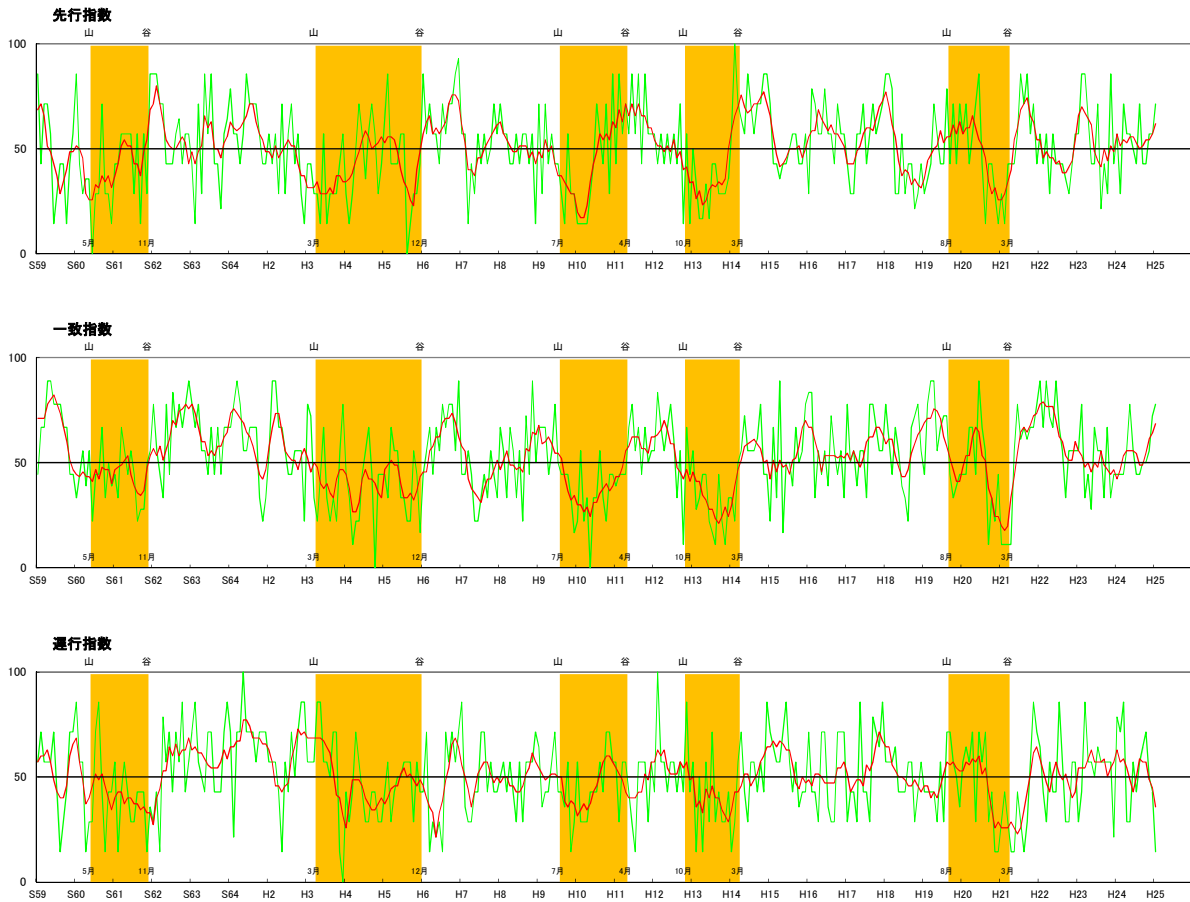 先行指数
山 谷 山 谷 山 谷 山 谷 山 谷
100
50
0
5月 11月 3月 12月 7月 4月 10月 3月 8月 3月
S59 S60 S61 S62 S63 S64 H2 H3 H4 H5 H6 H7 H8 H9 H10 H11 H12 H13 H14 H15 H16 H17 H18 H19 H20 H21 H22 H23 H24 H25
一致指数
山 谷 山 谷 山 谷 山 谷 山 谷
100
50
0
5月 11月 3月 12月 7月 4月 10月 3月 8月 3月
S59 S60 S61 S62 S63 S64 H2 H3 H4 H5 H6 H7 H8 H9 H10 H11 H12 H13 H14 H15 H16 H17 H18 H19 H20 H21 H22 H23 H24 H25
遅行指数
山 谷 山 谷 山 谷 山 谷 山 谷
100
50
0
5月 11月 3月 12月 7月 4月 10月 3月 8月 3月
S59 S60 S61 S62 S63 S64 H2 H3 H4 H5 H6 H7 H8 H9 H10 H11 H12 H13 H14 H15 H16 H17 H18 H19 H20 H21 H22 H23 H24 H25